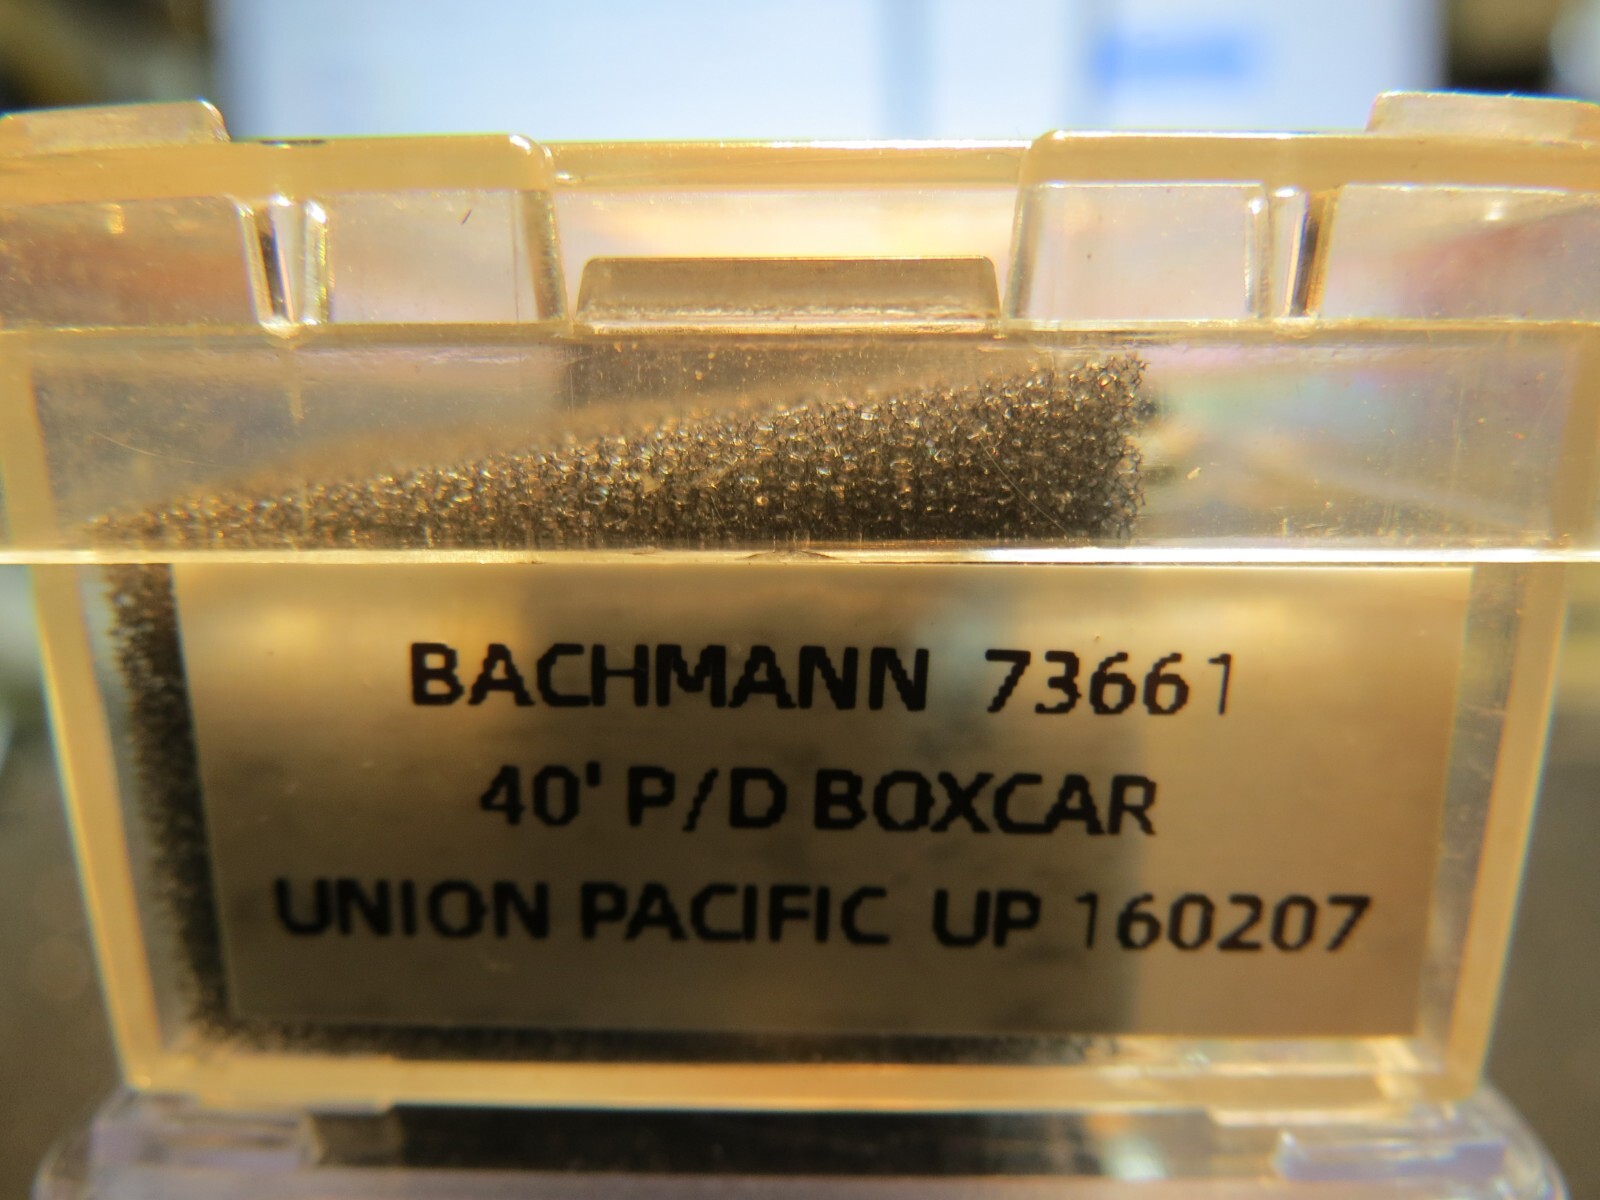 BACHMANN 73661
40' P/D BOXCAR
UNION PACIFIC UP 160207